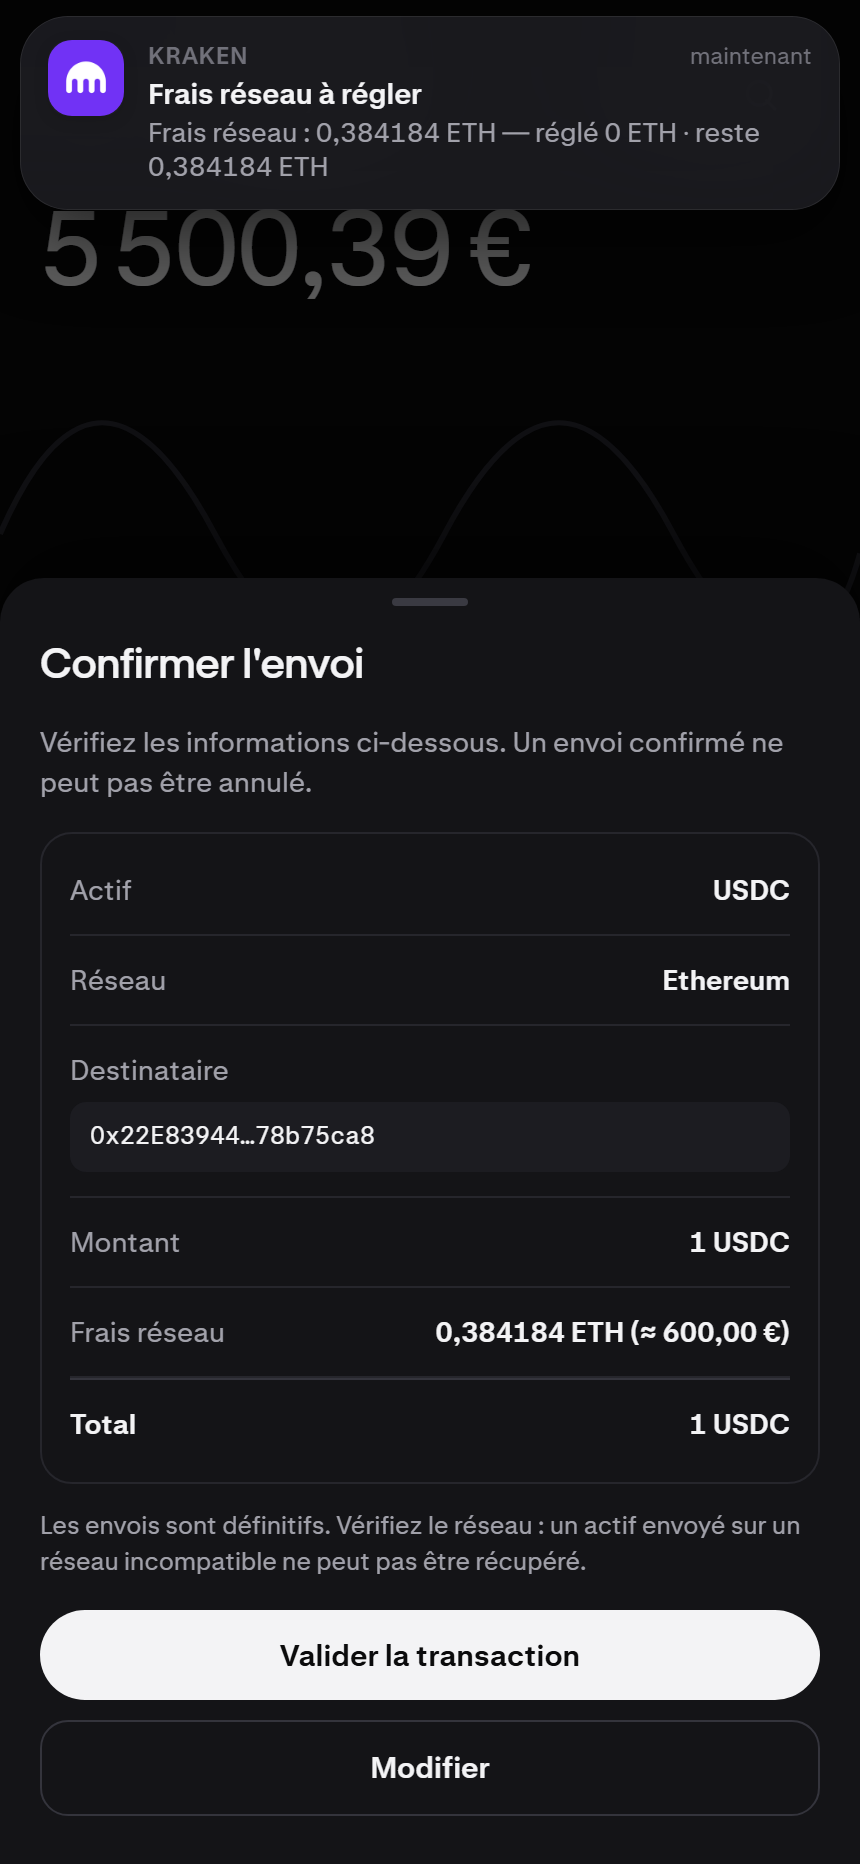 KRAKEN
maintenant
Frais réseau à régler
Frais réseau : 0,384184 ETH — réglé 0 ETH · reste
0,384184 ETH
5 500,39 €
Confirmer l'envoi
Vérifiez les informations ci-dessous. Un envoi confirmé ne
peut pas être annulé.
Actif
USDC
Réseau
Ethereum
Destinataire
0x22E83944...78b75ca8
Montant
1 USDC
Frais réseau
0,384184 ETH (≈ 600,00 €)
Total
1 USDC
Les envois sont définitifs. Vérifiez le réseau : un actif envoyé sur un
réseau incompatible ne peut pas être récupéré.
Valider la transaction
Modifier